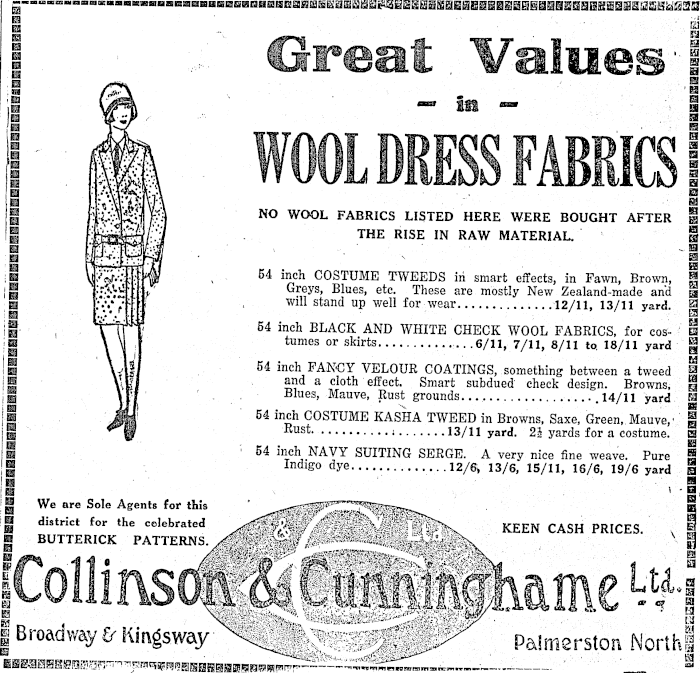 Great Values
- in -
WOOL DRESS FABRICS
NO WOOL FABRICS LISTED HERE WERE BOUGHT AFTER
THE RISE IN RAW MATERIAL.
54 inch COSTUME TWEEDS in smart effects, in Fawn, Brown,
Greys, Blues, etc. These are mostly New Zealand-made and
will stand up well for wear..............12/11, 13/11 yard.
54 inch BLACK AND WHITE CHECK WOOL FABRICS, for cos-
tumes or skirts..............6/11, 7/11, 8/11 to 18/11 yard
54 inch FANCY VELOUR COATINGS, something between a tweed
and a cloth effect. Smart subdued check design. Browns,
Blues, Mauve, Rust grounds....................14/11 yard
54 inch COSTUME KASHA TWEED in Browns, Saxe, Green, Mauve,
Rust...................13/11 yard. 2½ yards for a costume.
54 inch NAVY SUITING SERGE. A very nice fine weave. Pure
Indigo dye..............12/6, 13/6, 15/11, 16/6, 19/6 yard
We are Sole Agents for this
district for the celebrated
BUTTERICK PATTERNS.
KEEN CASH PRICES.
& Ltd
Collinson & Cunninghame Ltd.
Broadway & Kingsway
Palmerston North